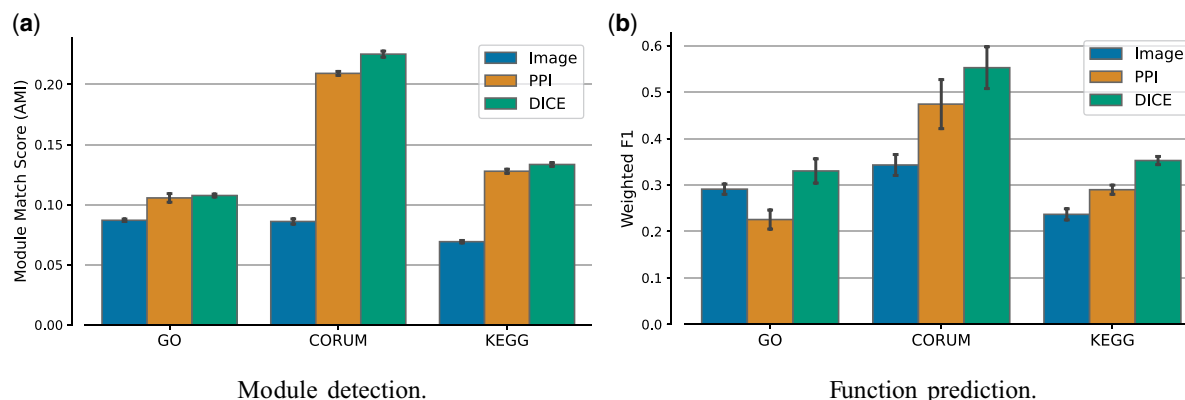 (a)
Module Match Score (AMI)
0.20
0.15
0.10
0.05
0.00
Image
PPI
DICE
GO
CORUM
KEGG
Module detection.
(b)
Weighted F1
0.6
0.5
0.4
0.3
0.2
0.1
0.0
Image
PPI
DICE
GO
CORUM
KEGG
Function prediction.